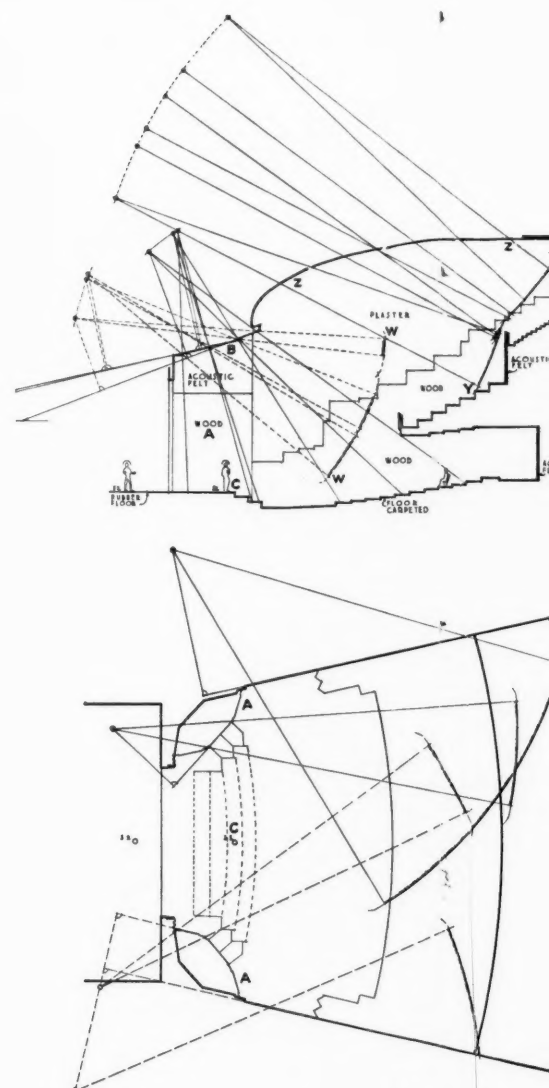 Z
Z
PLASTER
W
B
ACOUSTIC
FELT
ACOUSTIC
FELT
Y
WOOD
WOOD
A
WOOD
W
C
RUBBER
FLOOR
FLOOR
CARPETED
A
C
A